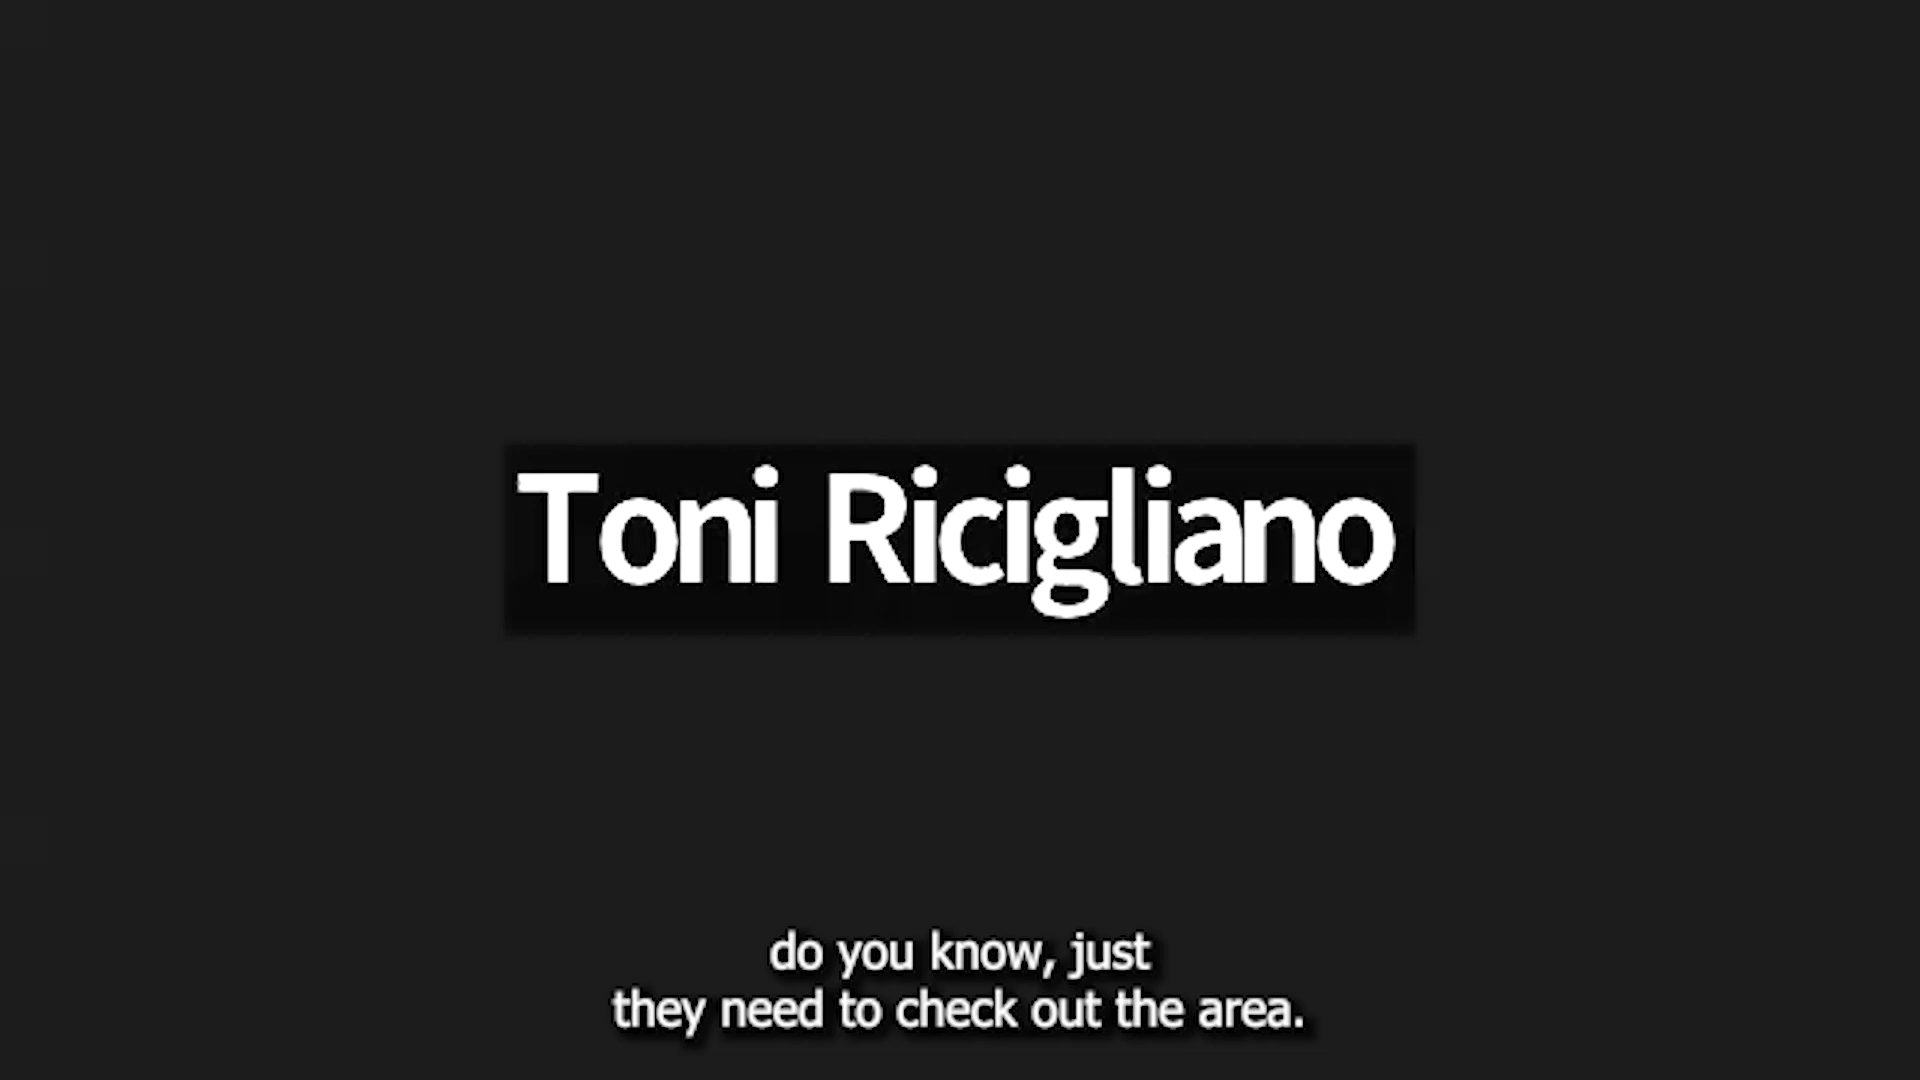 Toni Ricigliano
do you know, just
they need to check out the area.